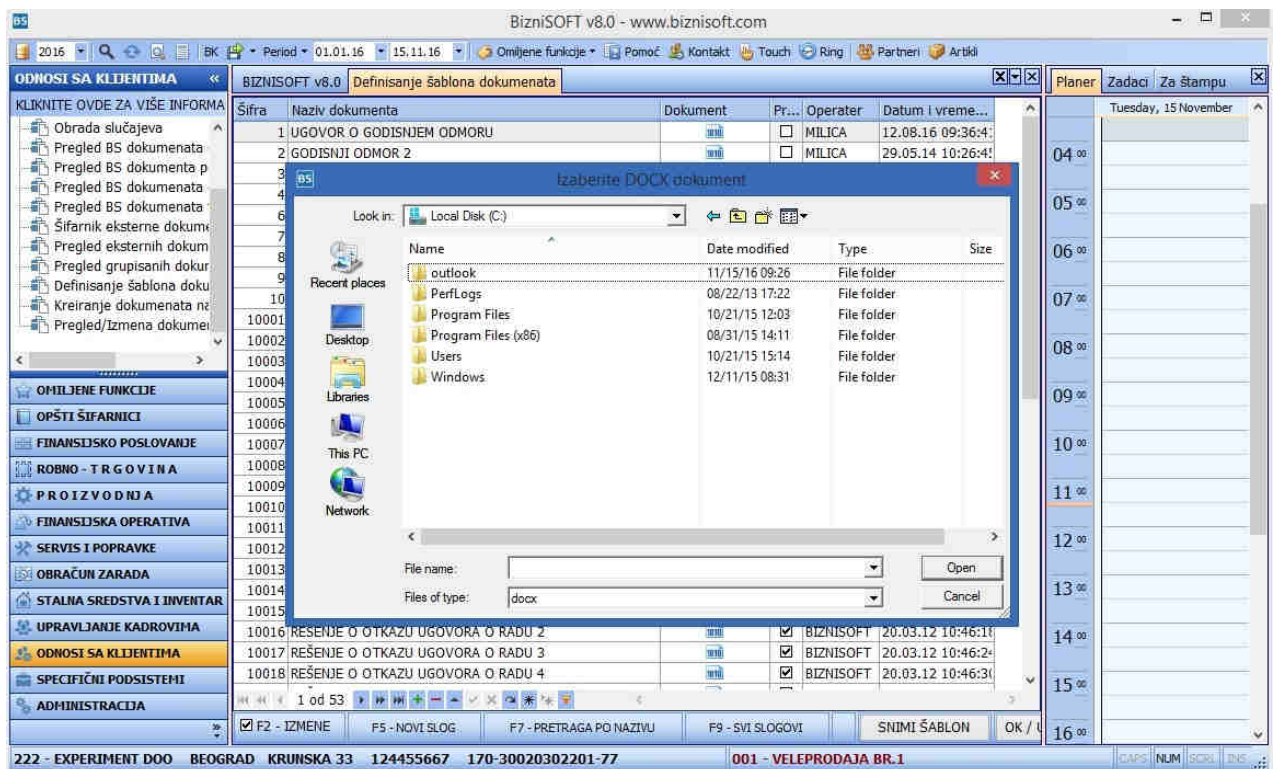 BS BizniSOFT v8.0 - www.biznisoft.com
2016 BK Period 01.01.16 15.11.16 Omiljene funkcije Pomoć Kontakt Touch Ring Partneri Artikli
ODNOSI SA KLIJENTIMA «
KLIKNITE OVDE ZA VIŠE INFORMA
Obrada slučajeva
Pregled BS dokumenata
Pregled BS dokumenata p
Pregled BS dokumenata
Pregled BS dokumenata
Šifarnik eksterne dokume
Pregled eksternih dokum
Pregled grupisanih dokur
Definisanje šablona doku
Kreiranje dokumenata na
Pregled/Izmena dokumei
OMILJENE FUNKCIJE
OPŠTI ŠIFARNICI
FINANSIJSKO POSLOVANJE
ROBNO - T R G O V I N A
P R O I Z V O D NJ A
FINANSIJSKA OPERATIVA
SERVIS I POPRAVKE
OBRAČUN ZARADA
STALNA SREDSTVA I INVENTAR
UPRAVLJANJE KADROVIMA
ODNOSI SA KLIJENTIMA
SPECIFIČNI PODSISTEMI
ADMINISTRACIJA
BIZNISOFT v8.0 Definisanje šablona dokumenata
Šifra Naziv dokumenta Dokument Pr... Operater Datum i vreme...
1 UGOVOR O GODISNJEM ODMORU MILICA 12.08.16 09:36:4
2 GODISNJI ODMOR 2 MILICA 29.05.14 10:26:4
3
4
6
7
8
9
10
10001
10002
10003
10004
10005
10006
10007
10008
10009
10010
10011
10012
10013
10014
10015
BS Izaberite DOCX dokument
Look in: Local Disk (C:)
Recent places
Desktop
Libraries
This PC
Network
Name Date modified Type Size
outlook 11/15/16 09:26 File folder
PerfLogs 08/22/13 17:22 File folder
Program Files 10/21/15 12:03 File folder
Program Files (x86) 08/31/15 14:11 File folder
Users 10/21/15 15:14 File folder
Windows 12/11/15 08:31 File folder
File name: Open
Files of type: docx Cancel
10016 REŠENJE O OTKAZU UGOVORA O RADU 2 BIZNISOFT 20.03.12 10:46:18
10017 REŠENJE O OTKAZU UGOVORA O RADU 3 BIZNISOFT 20.03.12 10:46:24
10018 REŠENJE O OTKAZU UGOVORA O RADU 4 BIZNISOFT 20.03.12 10:46:30
1 od 53
F2 - IZMENE F5 - NOVI SLOG F7 - PRETRAGA PO NAZIVU F9 - SVI SLOGOVI SNIMI ŠABLON OK / U
Planer Zadaci Za štampu
Tuesday, 15 November
04 00
05 00
06 00
07 00
08 00
09 00
10 00
11 00
12 00
13 00
14 00
15 00
16 00
222 - EXPERIMENT DOO BEOGRAD KRUNSKA 33 124455667 170-30020302201-77 001 - VELEPRODAJA BR.1 CAPS NUM SCRL INS